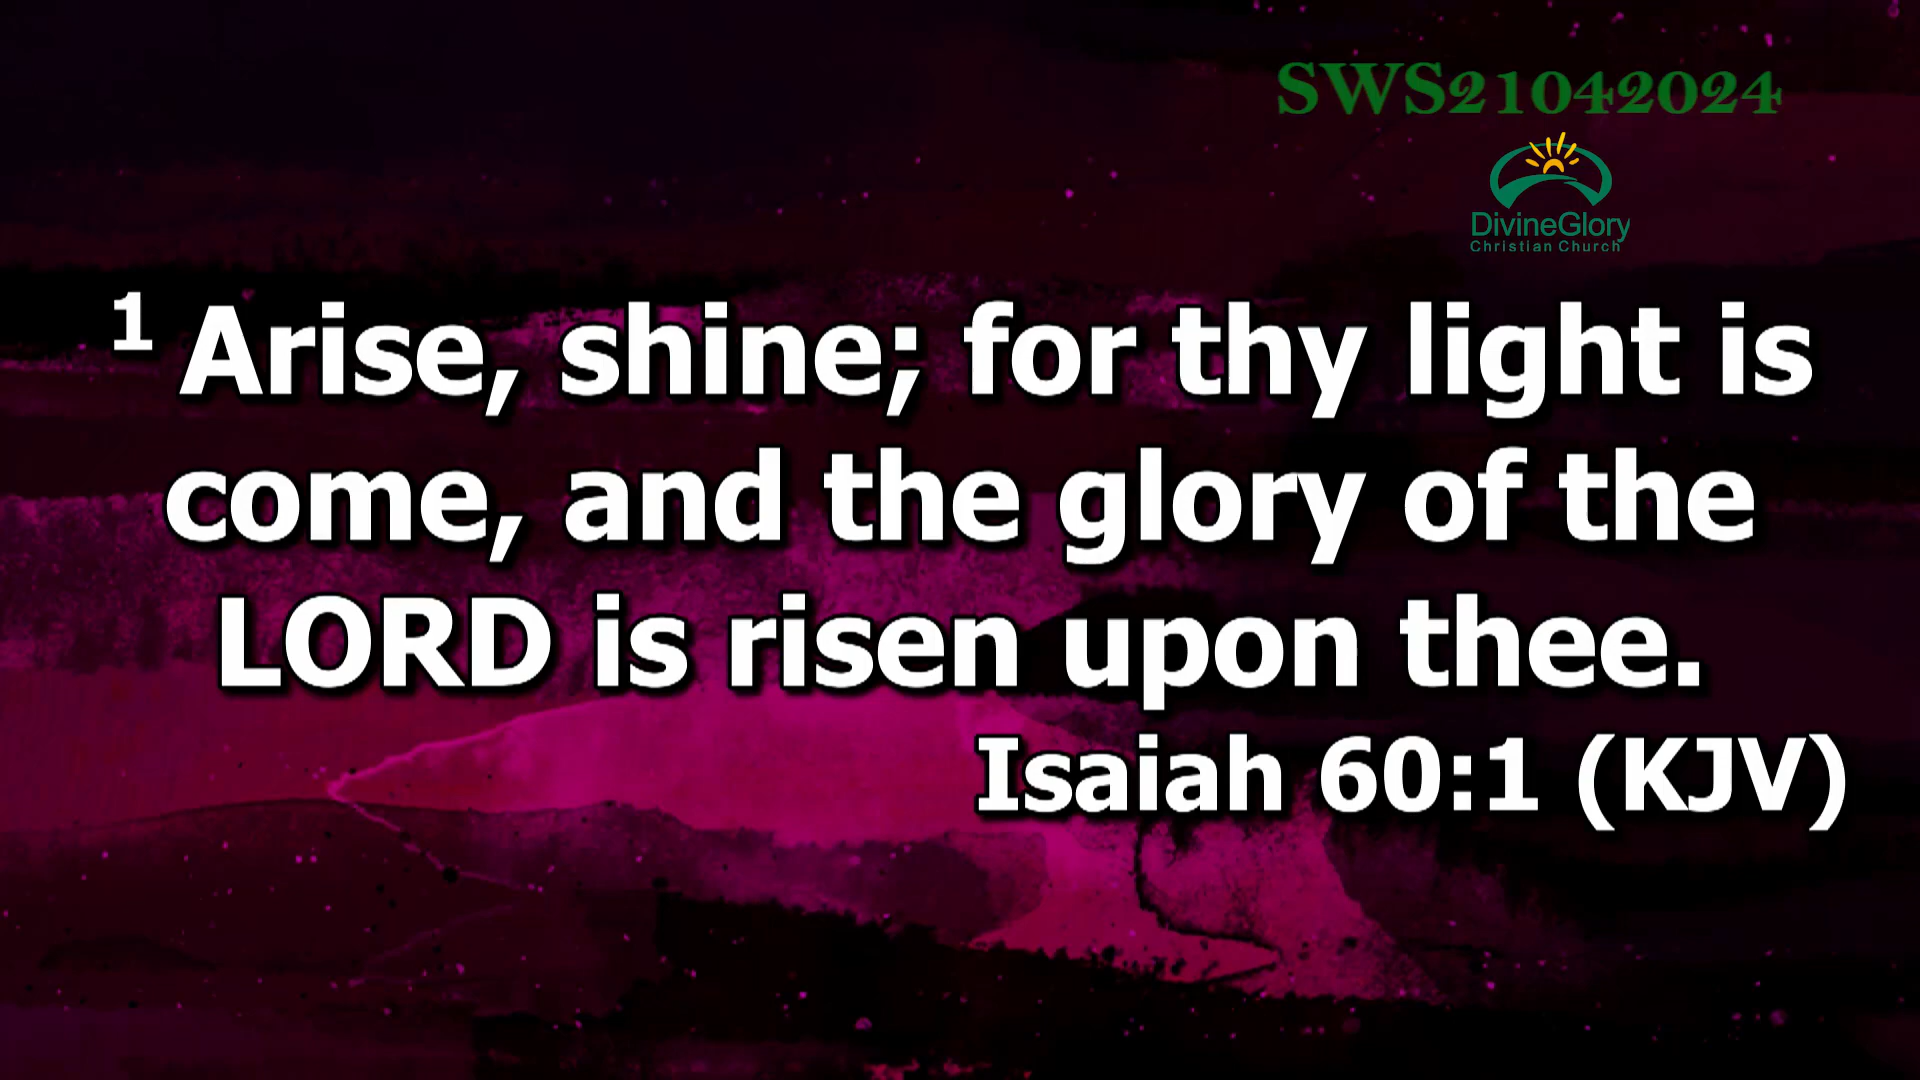 SWS21042024
DivineGlory
Christian Church
1 Arise, shine; for thy light is
come, and the glory of the
LORD is risen upon thee.
Isaiah 60:1 (KJV)